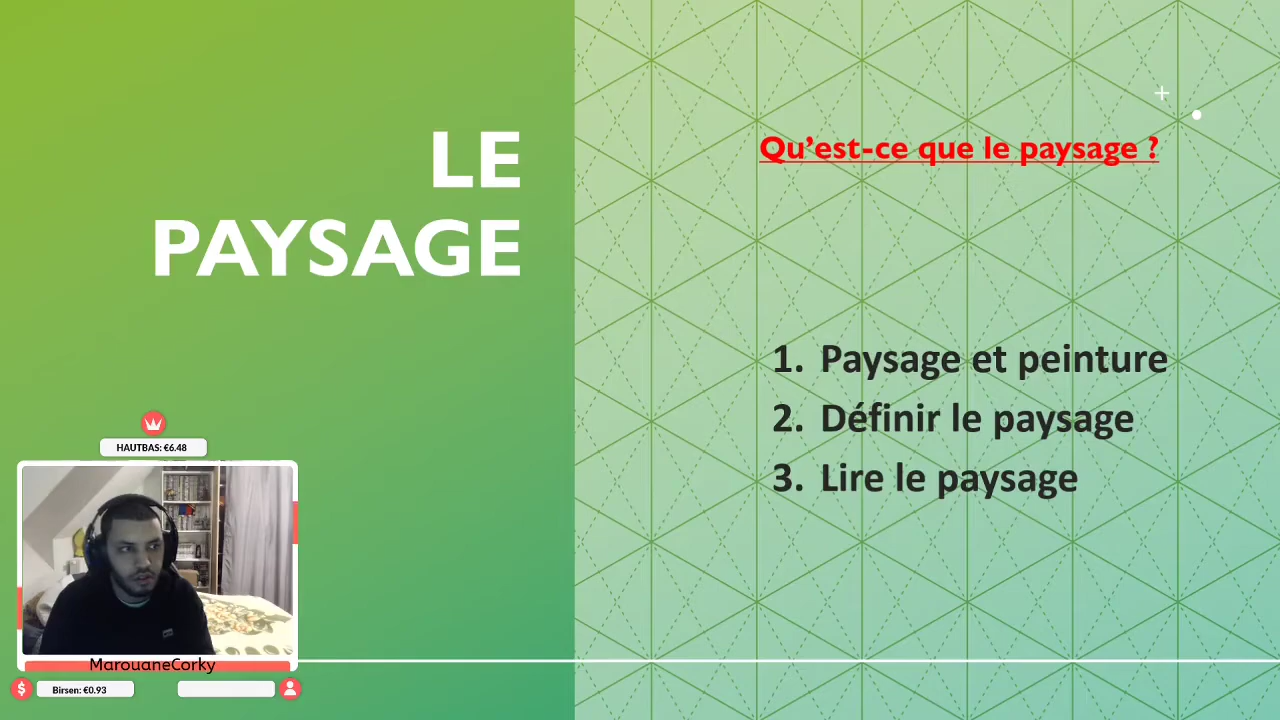 LE
PAYSAGE
Qu’est-ce que le paysage ?
1. Paysage et peinture
2. Définir le paysage
3. Lire le paysage
HAUTBAS: €6.48
MarouaneCorky
$
Birsen: €0.93